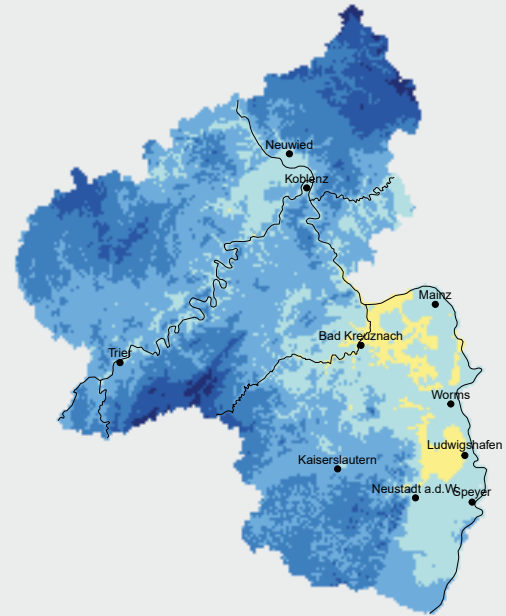 Neuwied
Koblenz
Mainz
Bad Kreuznach
Trier
Worms
Ludwigshafen
Kaiserslautern
Neustadt a.d.W
Speyer